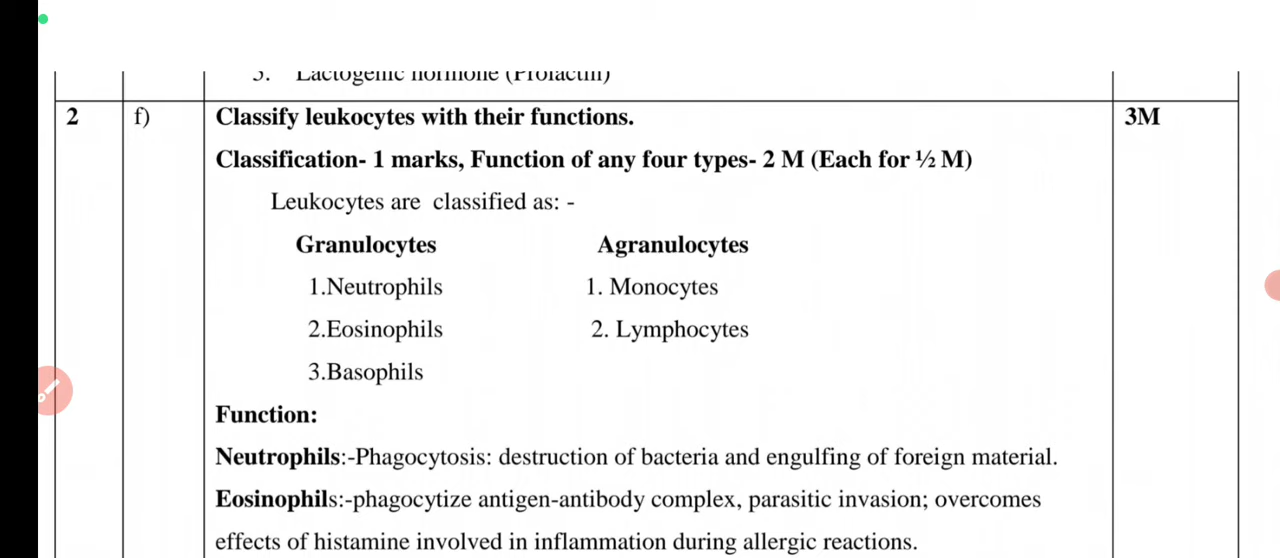 5. Lactogenic hormone (Prolactin)
2 f) Classify leukocytes with their functions. 3M
Classification- 1 marks, Function of any four types- 2 M (Each for ½ M)
Leukocytes are classified as: -
Granulocytes Agranulocytes
1.Neutrophils 1. Monocytes
2.Eosinophils 2. Lymphocytes
3.Basophils
Function:
Neutrophils:-Phagocytosis: destruction of bacteria and engulfing of foreign material.
Eosinophils:-phagocytize antigen-antibody complex, parasitic invasion; overcomes
effects of histamine involved in inflammation during allergic reactions.